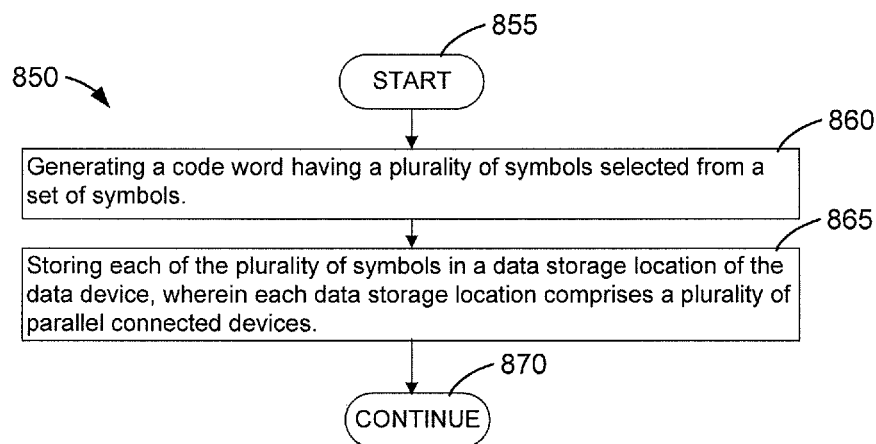 855
START
850
860
Generating a code word having a plurality of symbols selected from a
set of symbols.
865
Storing each of the plurality of symbols in a data storage location of the
data device, wherein each data storage location comprises a plurality of
parallel connected devices.
870
CONTINUE